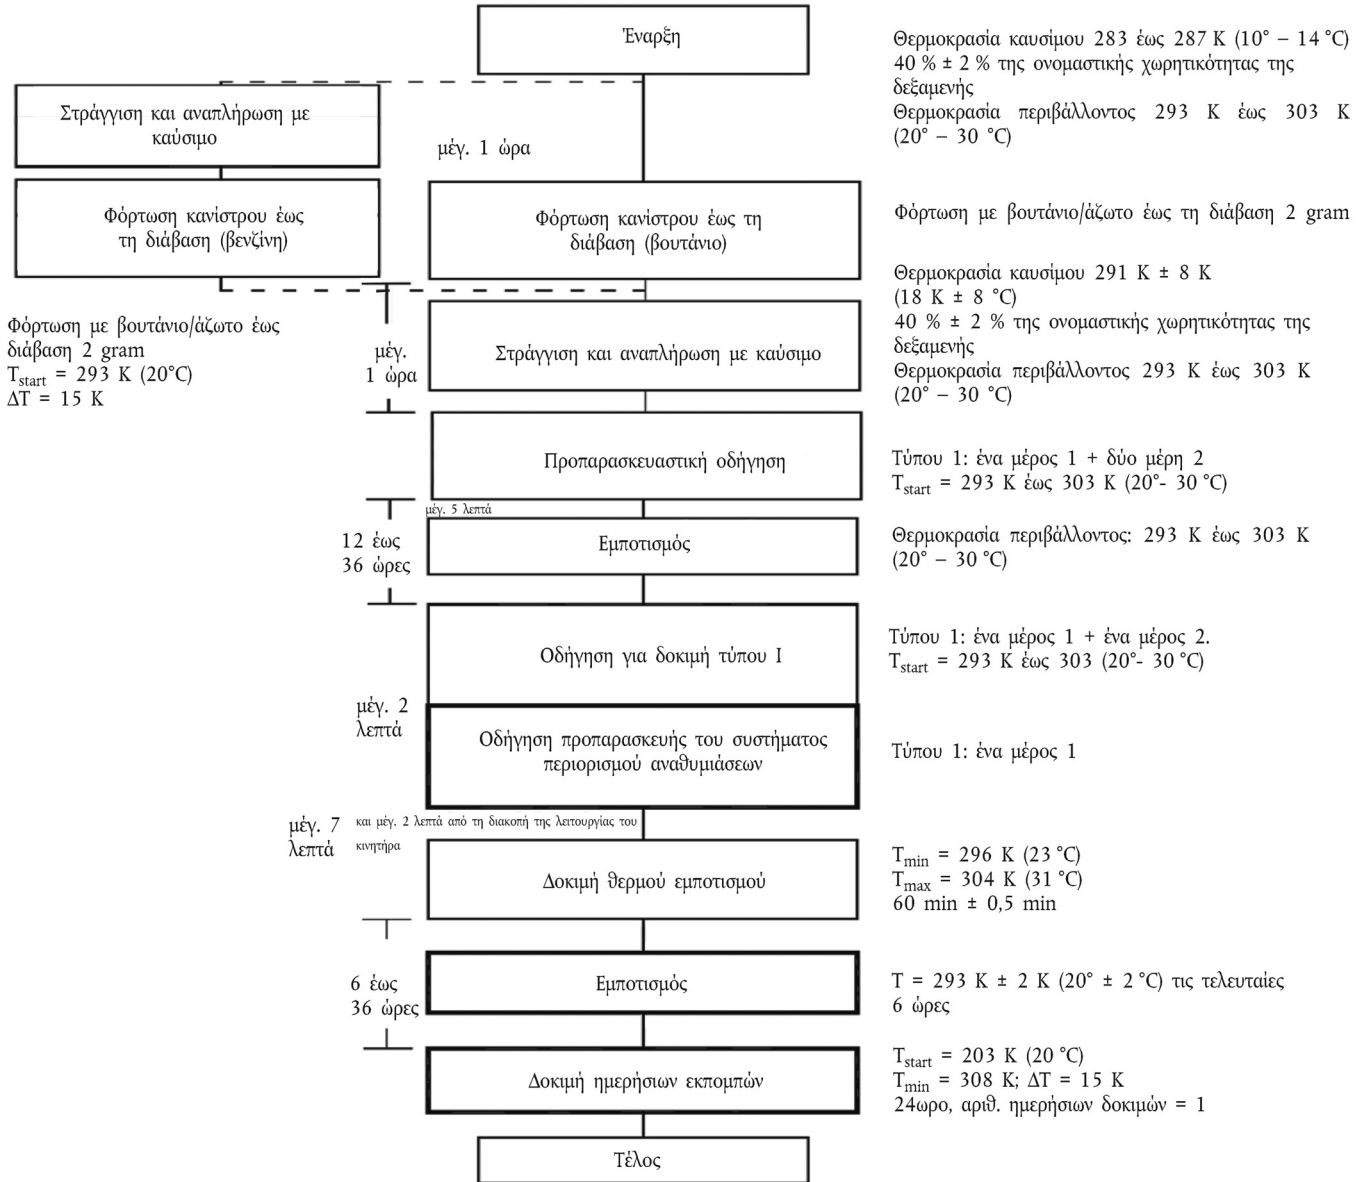 Έναρξη
Θερμοκρασία καυσίμου 283 έως 287 K (10° – 14 °C)
40 % ± 2 % της ονομαστικής χωρητικότητας της
δεξαμενής
Θερμοκρασία περιβάλλοντος 293 K έως 303 K
(20° – 30 °C)
Στράγγιση και αναπλήρωση με
καύσιμο
μέγ. 1 ώρα
Φόρτωση κανίστρου έως
τη διάβαση (βενζίνη)
Φόρτωση κανίστρου έως τη
διάβαση (βουτάνιο)
Φόρτωση με βουτάνιο/άζωτο έως τη διάβαση 2 gram
Φόρτωση με βουτάνιο/άζωτο έως
διάβαση 2 gram
Tstart = 293 K (20°C)
ΔT = 15 K
μέγ.
1 ώρα
Στράγγιση και αναπλήρωση με καύσιμο
Θερμοκρασία καυσίμου 291 K ± 8 K
(18 K ± 8 °C)
40 % ± 2 % της ονομαστικής χωρητικότητας της
δεξαμενής
Θερμοκρασία περιβάλλοντος 293 K έως 303 K
(20° – 30 °C)
Προπαρασκευαστική οδήγηση
Τύπου 1: ένα μέρος 1 + δύο μέρη 2
Tstart = 293 K έως 303 K (20°- 30 °C)
μέγ. 5 λεπτά
12 έως
36 ώρες
Εμποτισμός
Θερμοκρασία περιβάλλοντος: 293 K έως 303 K
(20° – 30 °C)
Οδήγηση για δοκιμή τύπου I
Τύπου 1: ένα μέρος 1 + ένα μέρος 2.
Tstart = 293 K έως 303 (20°- 30 °C)
μέγ. 2
λεπτά
Οδήγηση προπαρασκευής του συστήματος
περιορισμού αναθυμιάσεων
Τύπου 1: ένα μέρος 1
μέγ. 7
λεπτά
και μέγ. 2 λεπτά από τη διακοπή της λειτουργίας του
κινητήρα
Δοκιμή θερμού εμποτισμού
Tmin = 296 K (23 °C)
Tmax = 304 K (31 °C)
60 min ± 0,5 min
6 έως
36 ώρες
Εμποτισμός
T = 293 K ± 2 K (20° ± 2 °C) τις τελευταίες
6 ώρες
Δοκιμή ημερήσιων εκπομπών
Tstart = 203 K (20 °C)
Tmin = 308 K; ΔT = 15 K
24ωρο, αριθ. ημερήσιων δοκιμών = 1
Τέλος